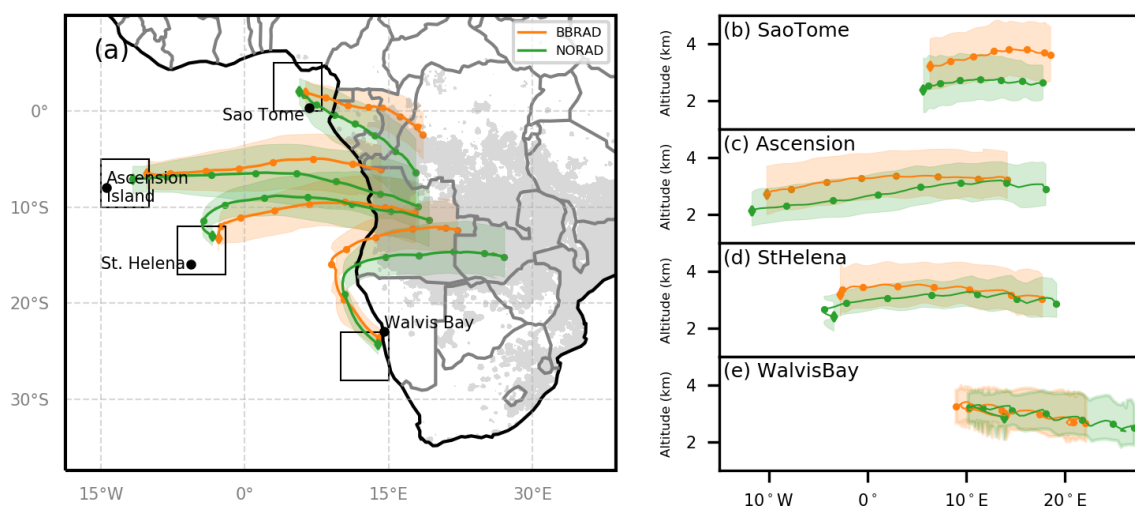 (a)
BBRAD
NORAD
Sao Tome
Ascension
Island
St. Helena
Walvis Bay
0°
10°S
20°S
30°S
15°W
0°
15°E
30°E
(b) SaoTome
Altitude (km)
4
2
(c) Ascension
Altitude (km)
4
2
(d) StHelena
Altitude (km)
4
2
(e) WalvisBay
Altitude (km)
4
2
10°W
0°
10°E
20°E